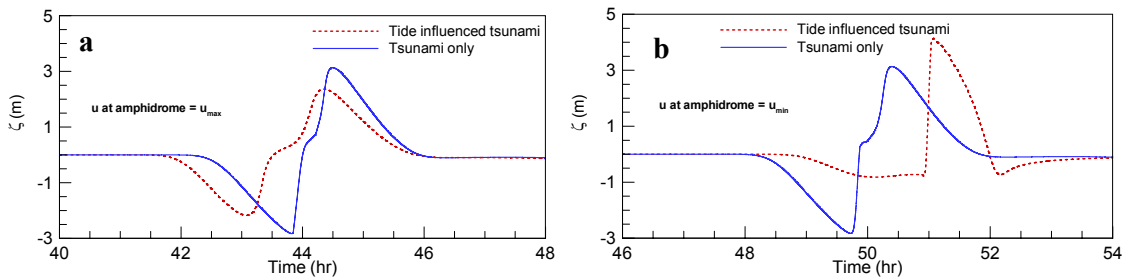 5
3
1
-1
-3
ζ (m)
a
Tide influenced tsunami
Tsunami only
u at amphidrome = umax
40 42 44 46 48
Time (hr)
5
3
1
-1
-3
ζ (m)
b
Tide influenced tsunami
Tsunami only
u at amphidrome = umin
46 48 50 52 54
Time (hr)